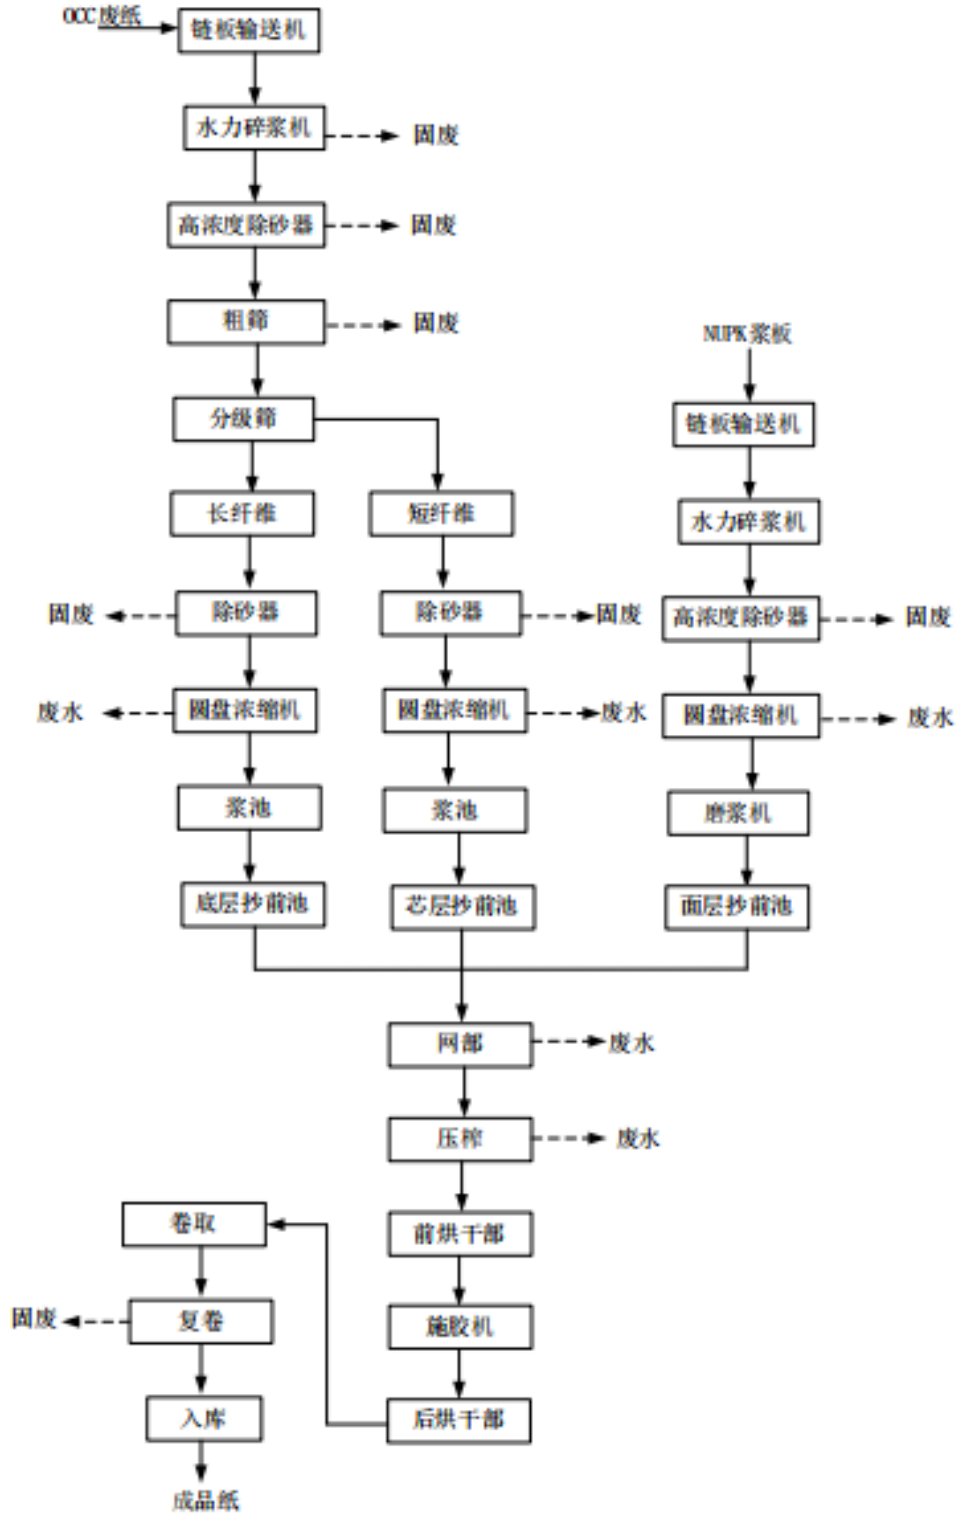 OCC废纸
链板输送机
水力碎浆机
固废
高浓度除砂器
固废
粗筛
固废
NUPK浆板
分级筛
链板输送机
长纤维
短纤维
水力碎浆机
固废
除砂器
除砂器
固废
高浓度除砂器
固废
废水
圆盘浓缩机
圆盘浓缩机
废水
圆盘浓缩机
废水
浆池
浆池
磨浆机
底层抄前池
芯层抄前池
面层抄前池
网部
废水
压榨
废水
卷取
前烘干部
固废
复卷
施胶机
入库
后烘干部
成品纸